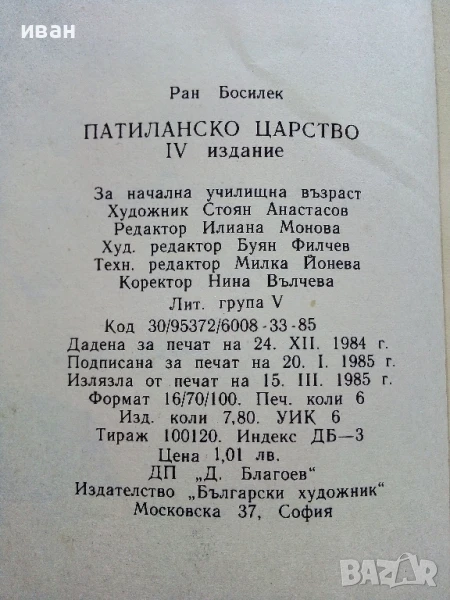 иван
Ран Босилек
ПАТИЛАНСКО ЦАРСТВО
IV издание
За начална училищна възраст
Художник Стоян Анастасов
Редактор Илиана Монова
Худ. редактор Буян Филчев
Техн. редактор Милка Йонева
Коректор Нина Вълчева
Лит. група V
Код 30/95372/6008-33-85
Дадена за печат на 24. XII. 1984 г.
Подписана за печат на 20. I. 1985 г.
Излязла от печат на 15. III. 1985 г.
Формат 16/70/100. Печ. коли 6
Изд. коли 7,80. УИК 6
Тираж 100120. Индекс ДБ—3
Цена 1,01 лв.
ДП „Д. Благоев“
Издателство „Български художник“
Московска 37, София
BAZAR.bg